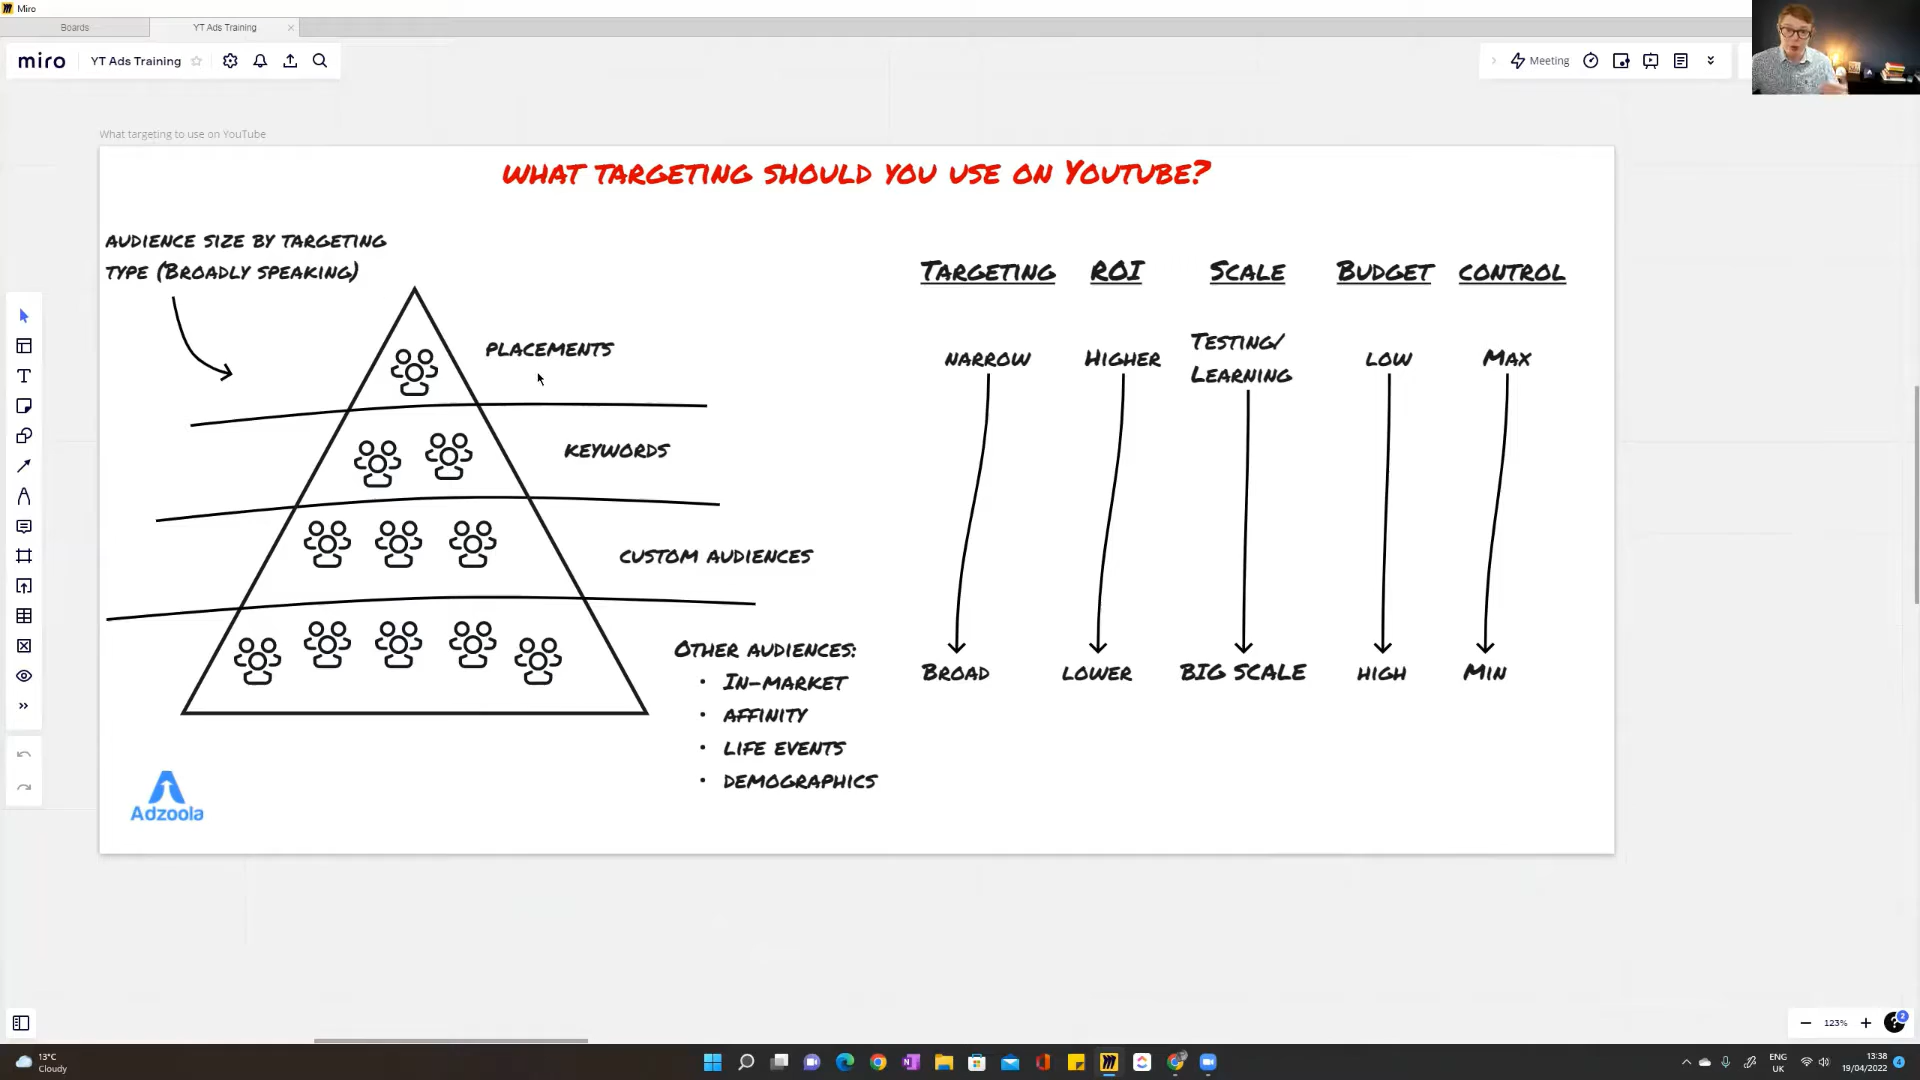 Miro
Boards
YT Ads Training
miro
YT Ads Training
Meeting
What targeting to use on YouTube
WHAT TARGETING SHOULD YOU USE ON YOUTUBE?
AUDIENCE SIZE BY TARGETING
TYPE (BROADLY SPEAKING)
PLACEMENTS
KEYWORDS
CUSTOM AUDIENCES
OTHER AUDIENCES:
• IN-MARKET
• AFFINITY
• LIFE EVENTS
• DEMOGRAPHICS
TARGETING ROI SCALE BUDGET CONTROL
NARROW HIGHER TESTING/ LOW MAX
LEARNING
BROAD LOWER BIG SCALE HIGH MIN
Adzoola
123%
2
13°C
Cloudy
ENG
UK
13:38
19/04/2022
4